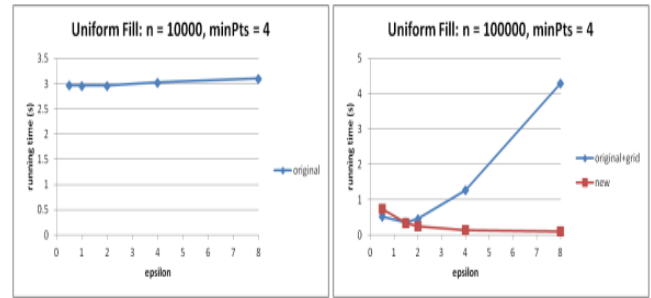 Uniform Fill: n = 10000, minPts = 4
3.5
3
2.5
2
1.5
1
0.5
0
running time (s)
0 1 2 3 4 5 6 7 8
epsilon
original
Uniform Fill: n = 100000, minPts = 4
5
4
3
2
1
0
running time (s)
0 1 2 3 4 5 6 7 8
epsilon
original+grid
new